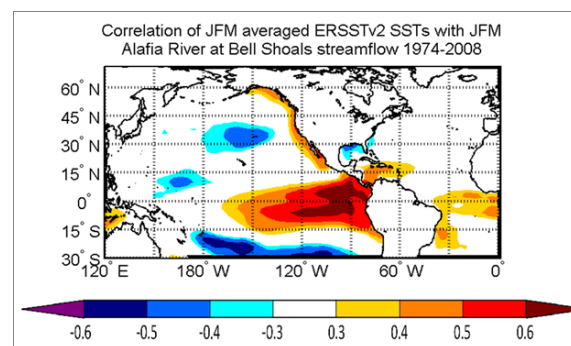 Correlation of JFM averaged ERSSTv2 SSTs with JFM
Alafia River at Bell Shoals streamflow 1974-2008
60° N
45° N
30° N
15° N
0°
15° S
30° S
120° E
180° W
120° W
60° W
0°
-0.6
-0.5
-0.4
-0.3
0.3
0.4
0.5
0.6